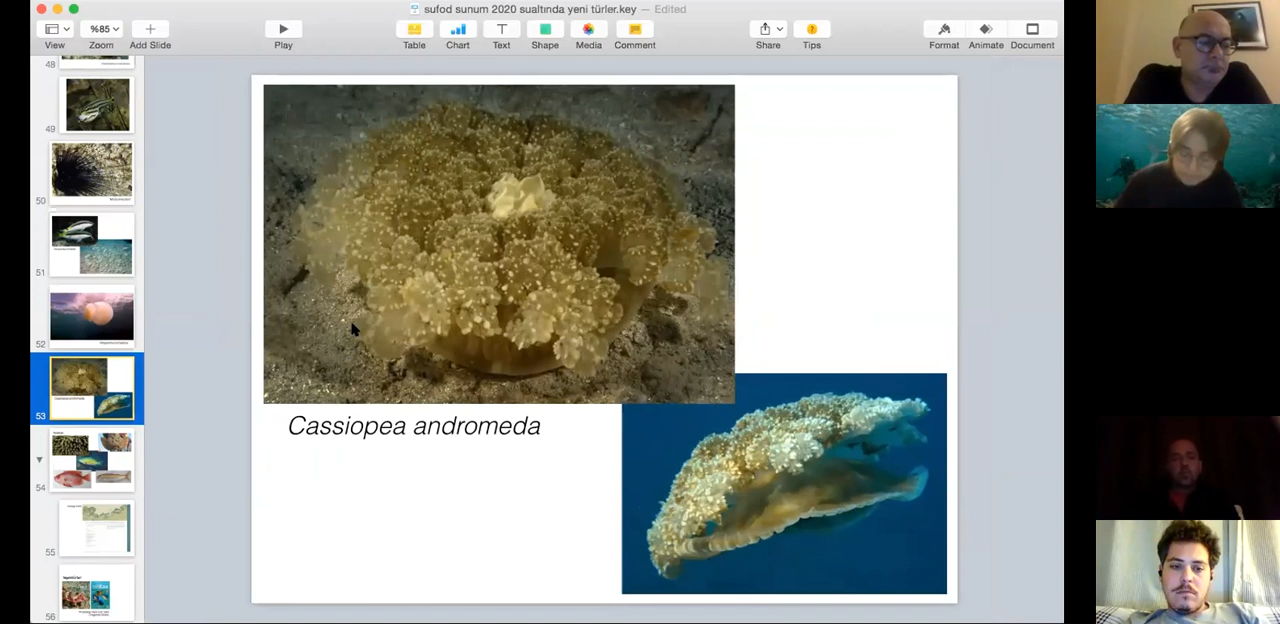 sufod sunum 2020 sualtında yeni türler.key — Edited
%85
View
Zoom
Add Slide
Play
Table
Chart
Text
Shape
Media
Comment
Share
Tips
Format
Animate
Document
48
49
50
51
52
53
54
55
56
Cassiopea andromeda